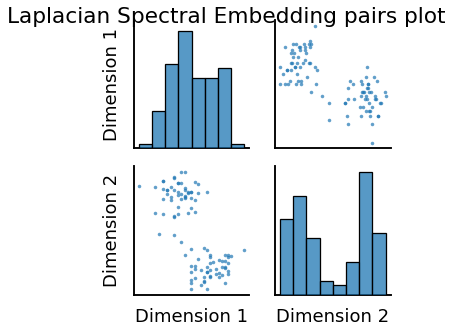 Laplacian Spectral Embedding pairs plot
Dimension 1
Dimension 2
Dimension 1
Dimension 2